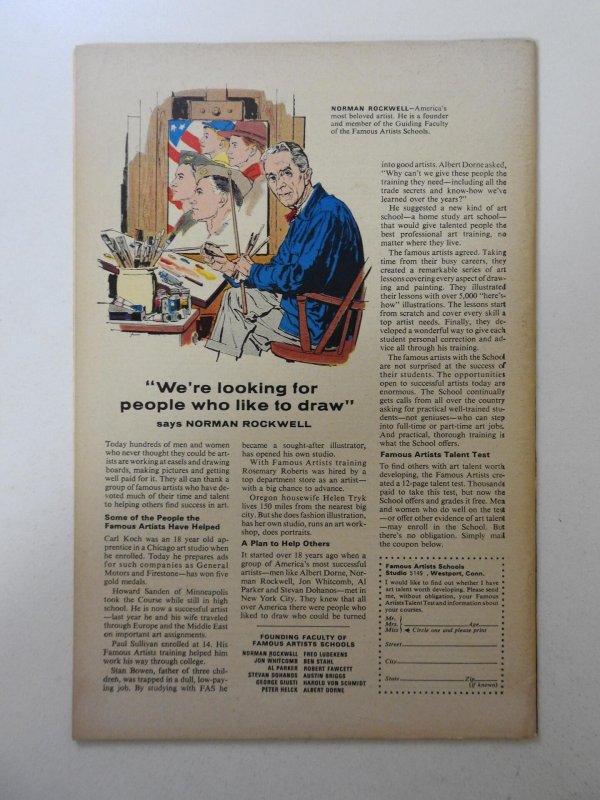 NORMAN ROCKWELL—America's
most beloved artist. He is a founder
and member of the Guiding Faculty
of the Famous Artists Schools.
"We're looking for
people who like to draw"
says NORMAN ROCKWELL
Today hundreds of men and women
who never thought they could be art-
ists are working at easels and drawing
boards, making pictures and getting
well paid for it. They all can thank a
group of famous artists who have de-
voted much of their time and talent
to helping others find success in art.
Some of the People the
Famous Artists Have Helped
Carl Koch was an 18 year old ap-
prentice in a Chicago art studio when
he enrolled. Today he prepares ads
for such companies as General
Motors and Firestone—has won five
gold medals.
Howard Sanden of Minneapolis
took the Course while still in high
school. He is now a successful artist
—last year he and his wife traveled
through Europe and the Middle East
on important art assignments.
Paul Sullivan enrolled at 14. His
Famous Artists training helped him
work his way through college.
Stan Bowen, father of three chil-
dren, was trapped in a dull, low-pay-
ing job. By studying with FAS he
became a sought-after illustrator,
has opened his own studio.
With Famous Artists training
Rosemary Roberts was hired by a
top department store as an artist—
with a big chance to advance.
Oregon housewife Helen Tryk
lives 150 miles from the nearest big
city. But she does fashion illustration,
has her own studio, runs an art work-
shop, does portraits.
A Plan to Help Others
It started over 18 years ago when a
group of America's most successful
artists—men like Albert Dorne, Nor-
man Rockwell, Jon Whitcomb, Al
Parker and Stevan Dohanos—met in
New York City. They knew that all
over America there were people who
liked to draw who could be turned
FOUNDING FACULTY OF
FAMOUS ARTISTS SCHOOLS
NORMAN ROCKWELL FRED LUDEKENS
JON WHITCOMB BEN STAHL
AL PARKER ROBERT FAWCETT
STEVAN DOHANOS AUSTIN BRIGGS
GEORGE GIUSTI HAROLD VON SCHMIDT
PETER HELCK ALBERT DORNE
into good artists. Albert Dorne asked,
"Why can't we give these people the
training they need—including all the
trade secrets and know-how we've
learned over the years?"
He suggested a new kind of art
school—a home study art school—
that would give talented people the
best professional art training, no
matter where they live.
The famous artists agreed. Taking
time from their busy careers, they
created a remarkable series of art
lessons covering every aspect of draw-
ing and painting. They illustrated
their lessons with over 5,000 "here's-
how" illustrations. The lessons start
from scratch and cover every skill a
top artist needs. Finally, they de-
veloped a wonderful way to give each
student personal correction and ad-
vice all through his training.
The famous artists with the School
are not surprised at the success of
their students. The opportunities
open to successful artists today are
enormous. The School continually
gets calls from all over the country
asking for practical well-trained stu-
dents—not geniuses—who can step
into full-time or part-time art jobs.
And practical, thorough training is
what the School offers.
Famous Artists Talent Test
To find others with art talent worth
developing, the Famous Artists cre-
ated a 12-page talent test. Thousands
paid to take this test, but now the
School offers and grades it free. Men
and women who do well on the test
—or offer other evidence of art talent
—may enroll in the School. But
there's no obligation. Simply mail
the coupon below.
Famous Artists Schools
Studio 5145 , Westport, Conn.
I would like to find out whether I have
art talent worth developing. Please send
me, without obligation, your Famous
Artists Talent Test and information about
your courses.
Mr.
Mrs. Age
Miss Circle one and please print
Street
City
State Zip
(if known)